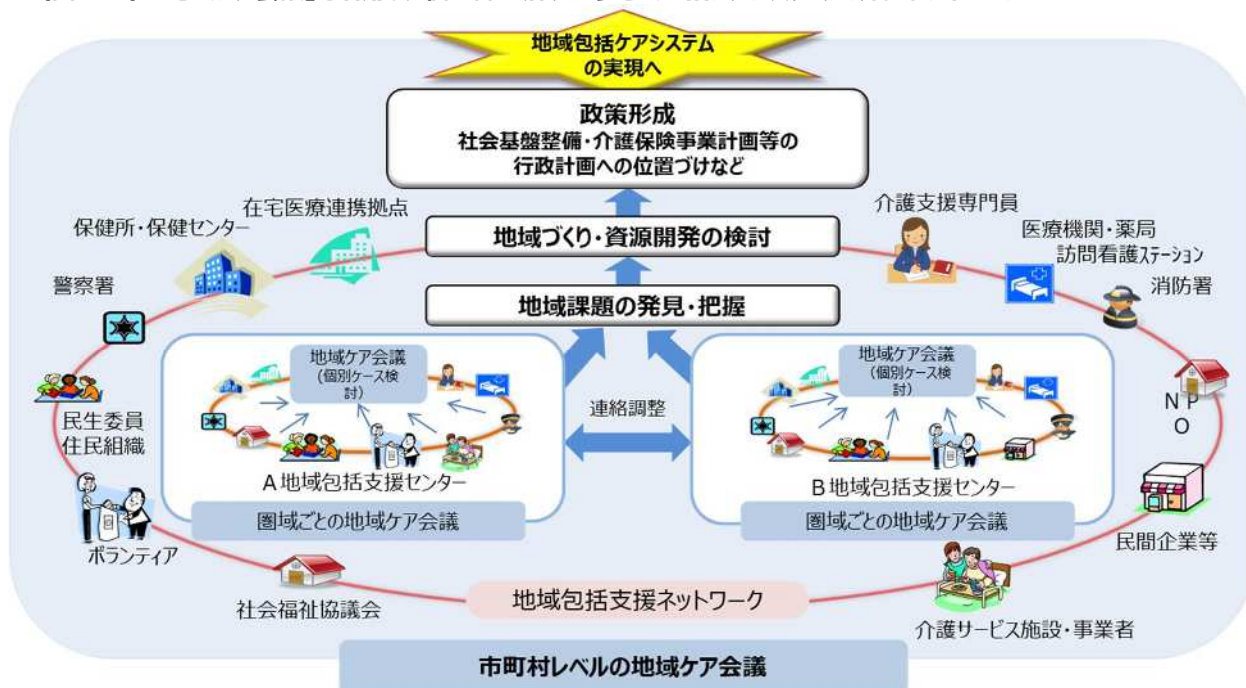 地域包括ケアシステム
の実現へ
政策形成
社会基盤整備・介護保険事業計画等の
行政計画への位置づけなど
在宅医療連携拠点
保健所・保健センター
地域づくり・資源開発の検討
介護支援専門員
医療機関・薬局
訪問看護ステーション
警察署
消防署
地域課題の発見・把握
地域ケア会議
(個別ケース検
討)
地域ケア会議
(個別ケース検
討)
連絡調整
民生委員
住民組織
N P
O
A地域包括支援センター
B地域包括支援センター
圏域ごとの地域ケア会議
圏域ごとの地域ケア会議
ボランティア
民間企業等
社会福祉協議会
地域包括支援ネットワーク
介護サービス施設・事業者
市町村レベルの地域ケア会議